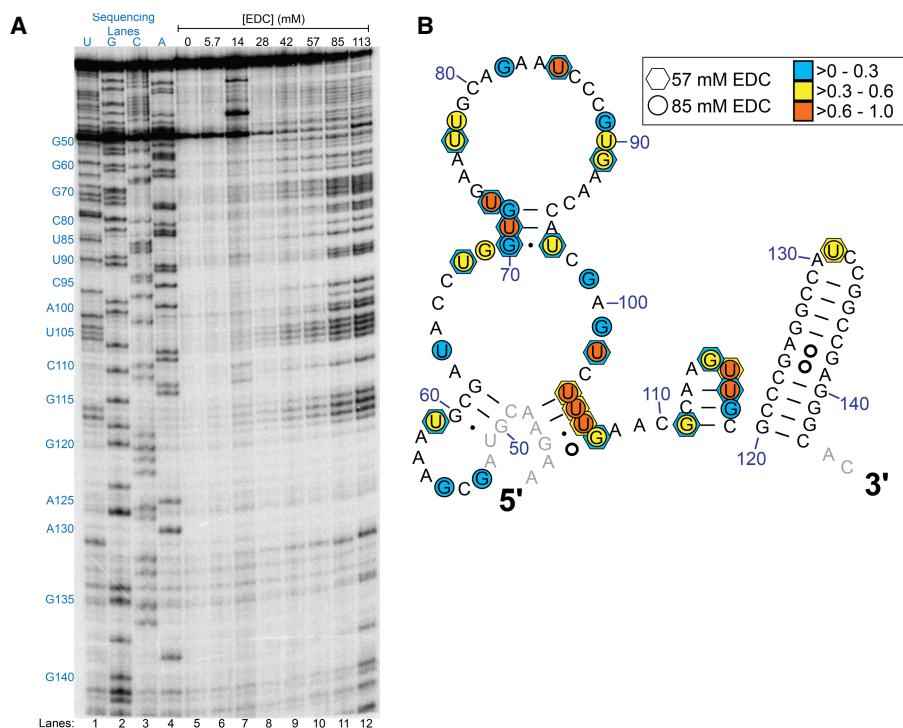 A
Sequencing
Lanes
U G C A
[EDC] (mM)
0 5.7 14 28 42 57 85 113
G50
G60
G70
C80
U85
U90
C95
A100
U105
C110
G115
G120
A125
A130
G135
G140
Lanes: 1 2 3 4 5 6 7 8 9 10 11 12
B
57 mM EDC
85 mM EDC
>0 - 0.3
>0.3 - 0.6
>0.6 - 1.0
80
90
70
100
60
50
110
120
130
140
5'
3'
A U G C G A A A U C G G A U A C C U G G U G U G A A U U G C A G A A U C C C G U G A A C C A U C G A G U C U U U G A A C G C A A G U U G C
G C C C G A G G C C A U C C G G C C G A G G G C A C
A A G A A